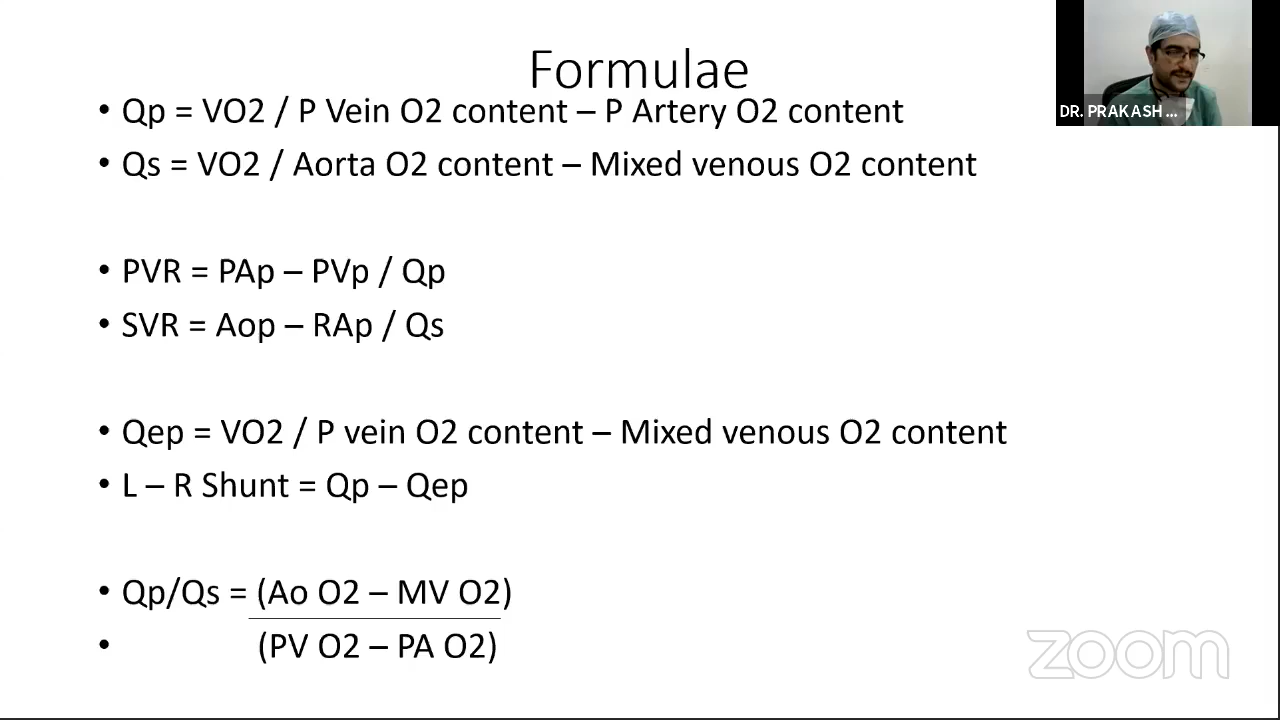 Formulae
• Qp = VO2 / P Vein O2 content – P Artery O2 content
• Qs = VO2 / Aorta O2 content – Mixed venous O2 content
• PVR = PAp – PVp / Qp
• SVR = Aop – RAp / Qs
• Qep = VO2 / P vein O2 content – Mixed venous O2 content
• L – R Shunt = Qp – Qep
• Qp/Qs = (Ao O2 – MV O2)
• (PV O2 – PA O2)
DR. PRAKASH ...
zoom